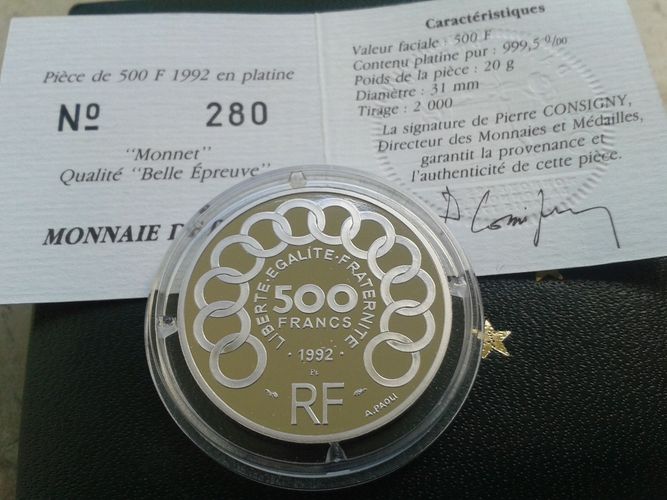 Pièce de 500 F 1992 en platine
Nº 280
"Monnet"
Qualité "Belle Épreuve"
MONNAIE D
Caractéristiques
Valeur faciale : 500 F
Contenu platine pur : 999,5 0/00
Poids de la pièce : 20 g
Diamètre : 31 mm
Tirage : 2 000
La signature de Pierre CONSIGNY,
Directeur des Monnaies et Médailles,
garantit la provenance et
l'authenticité de cette pièce.
LIBERTE·EGALITE·FRATERNITE
500
FRANCS
·1992·
Pt
RF
A.PAOLI